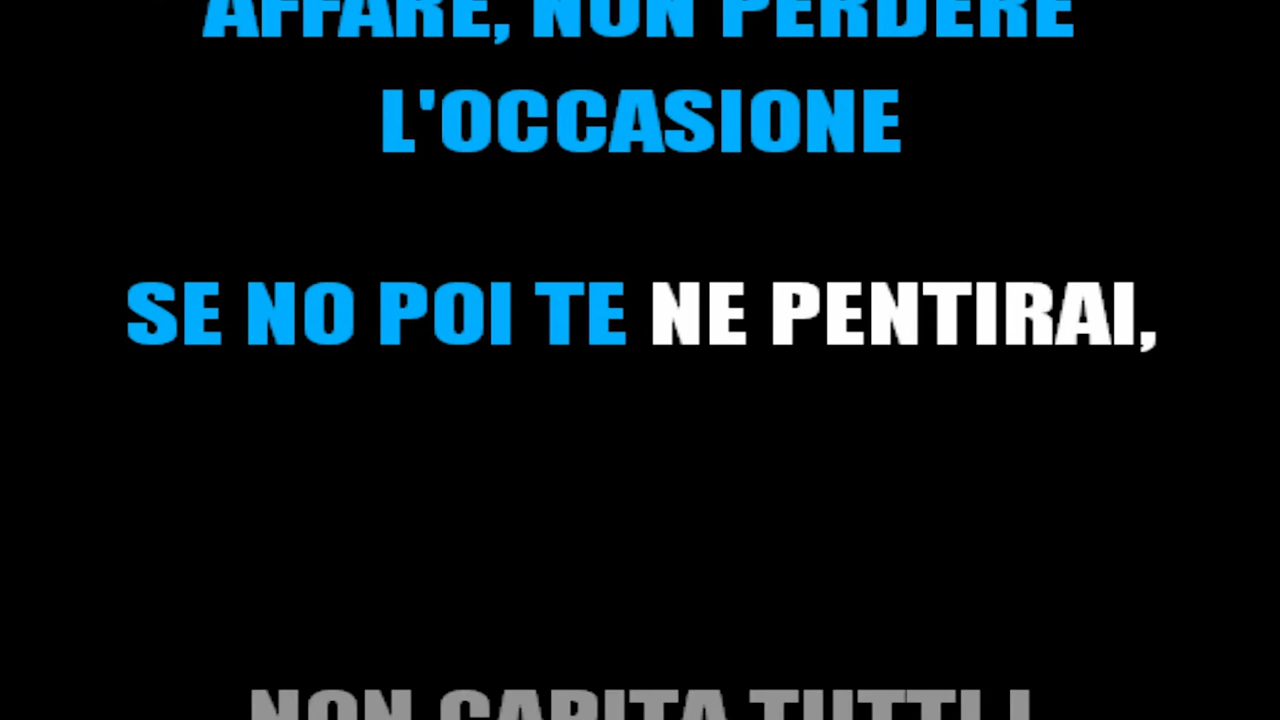 AFFARE, NON PERDERE
L'OCCASIONE
SE NO POI TE NE PENTIRAI,
NON CAPITA TUTTI I